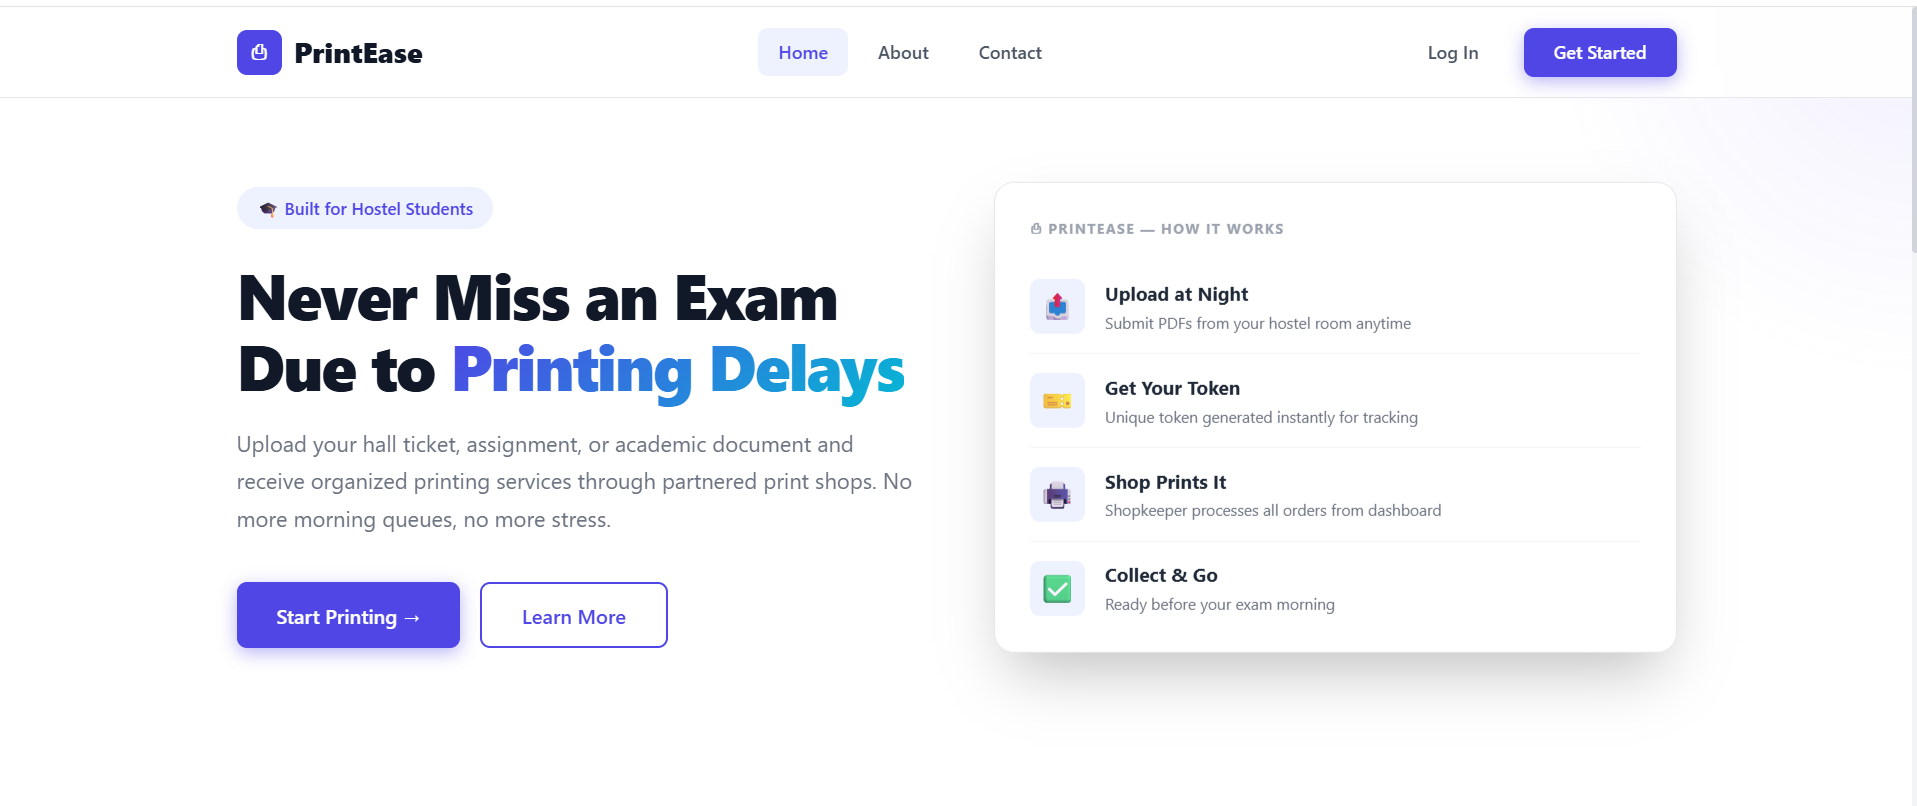 PrintEase
Home
About
Contact
Log In
Get Started
🎓 Built for Hostel Students
Never Miss an Exam
Due to Printing Delays
Upload your hall ticket, assignment, or academic document and
receive organized printing services through partnered print shops. No
more morning queues, no more stress.
Start Printing →
Learn More
⎙ PRINTEASE — HOW IT WORKS
Upload at Night
Submit PDFs from your hostel room anytime
Get Your Token
Unique token generated instantly for tracking
Shop Prints It
Shopkeeper processes all orders from dashboard
Collect & Go
Ready before your exam morning